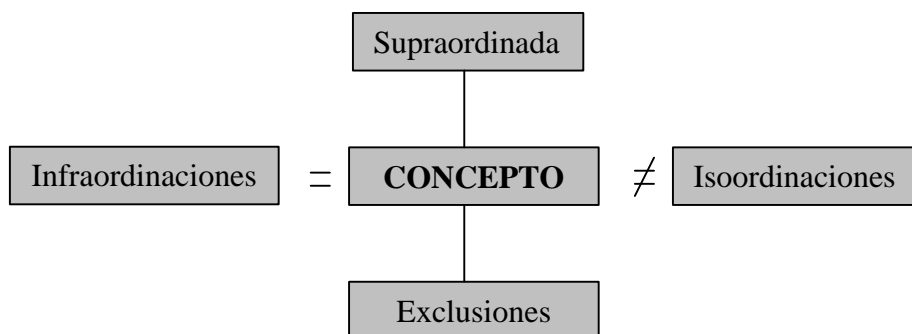 Supraordinada
Infraordinaciones = CONCEPTO ≠ Isoordinaciones
Exclusiones